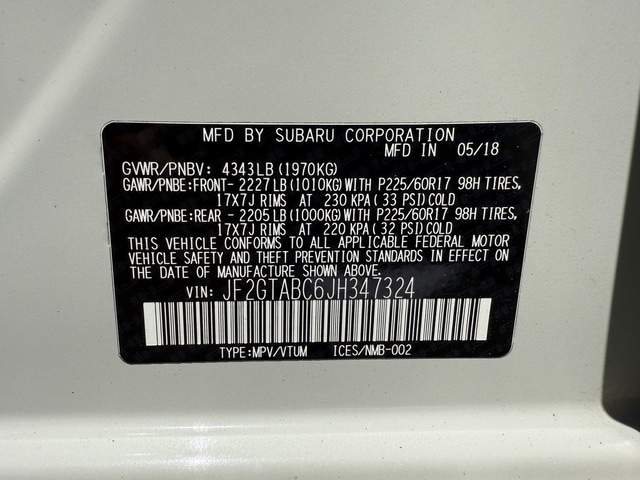 MFD BY SUBARU CORPORATION
MFD IN 05/18
GVWR/PNBV: 4343LB(1970KG)
GAWR/PNBE:FRONT- 2227LB(1010KG)WITH P225/60R17 98H TIRES,
17X7J RIMS AT 230 KPA(33 PSI)COLD
GAWR/PNBE:REAR - 2205LB(1000KG)WITH P225/60R17 98H TIRES,
17X7J RIMS AT 220 KPA(32 PSI)COLD
THIS VEHICLE CONFORMS TO ALL APPLICABLE FEDERAL MOTOR
VEHICLE SAFETY AND THEFT PREVENTION STANDARDS IN EFFECT ON
THE DATE OF MANUFACTURE SHOWN ABOVE.
VIN: JF2GTABC6JH347324
TYPE:MPV/VTUM ICES/NMB-002